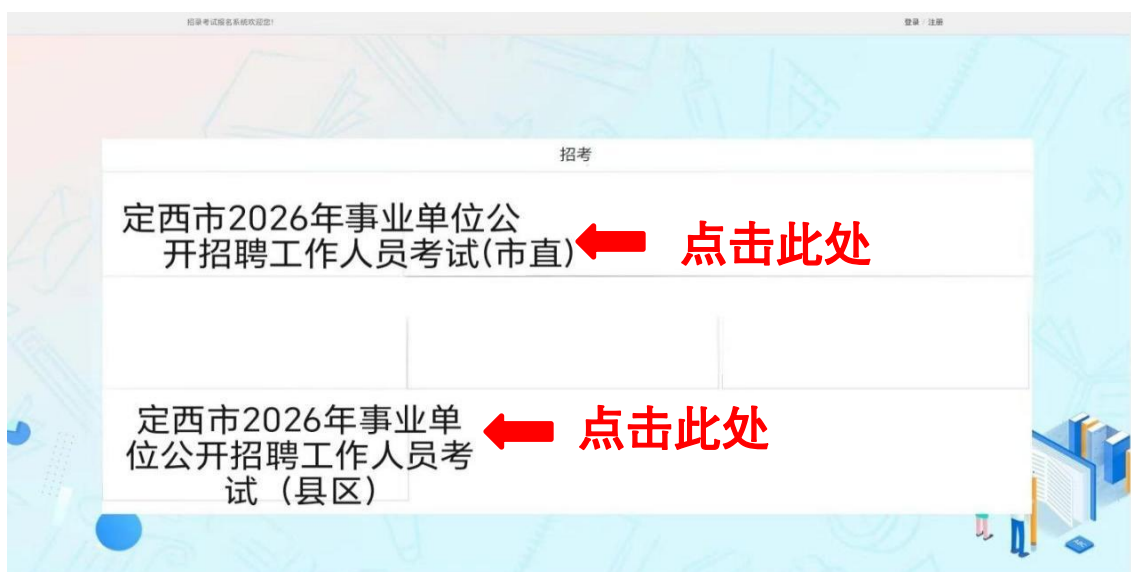 招录考试报名系统欢迎您!
登录 注册
招考
定西市2026年事业单位公
开招聘工作人员考试(市直)
点击此处
定西市2026年事业单
位公开招聘工作人员考
试（县区）
点击此处
ABC